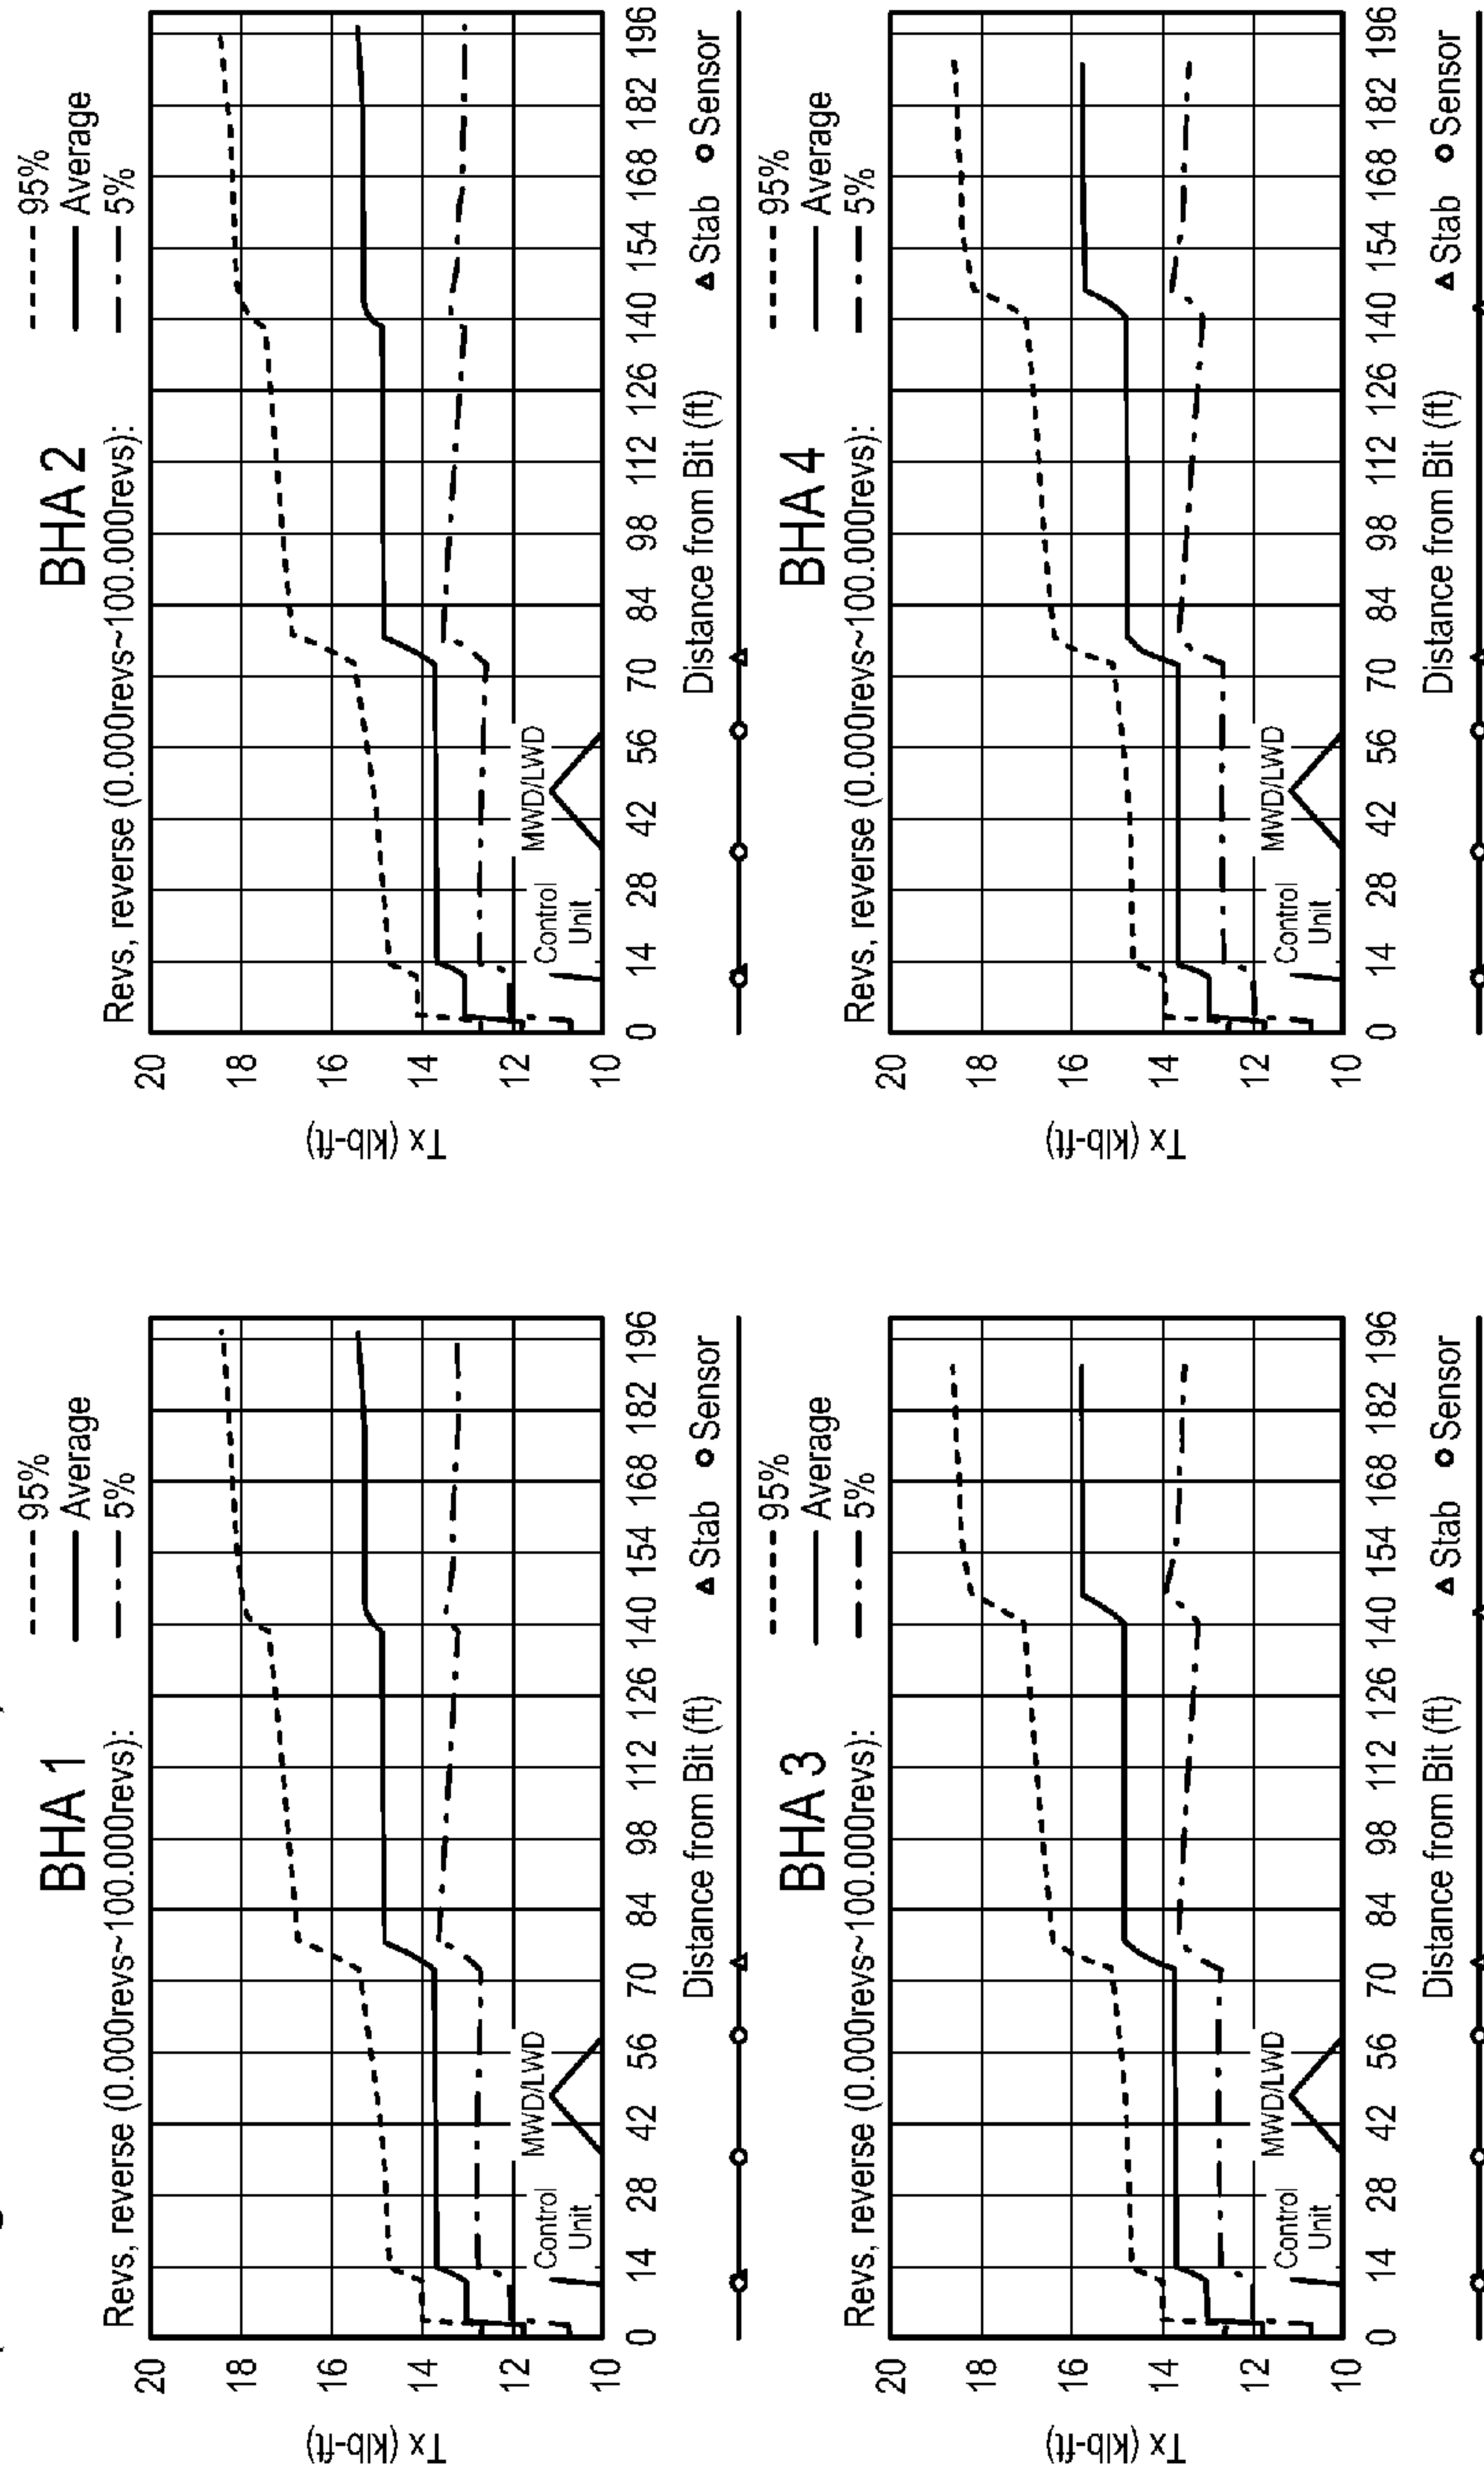 BHA 1
Revs, reverse (0.000revs~100.000revs):
95%
Average
5%
Tx (klb-ft)
20
18
16
14
12
10
Control
Unit
MWD/LWD
0 14 28 42 56 70 84 98 112 126 140 154 168 182 196
Distance from Bit (ft)
Stab Sensor
BHA 2
Revs, reverse (0.000revs~100.000revs):
95%
Average
5%
Tx (klb-ft)
20
18
16
14
12
10
Control
Unit
MWD/LWD
0 14 28 42 56 70 84 98 112 126 140 154 168 182 196
Distance from Bit (ft)
Stab Sensor
BHA 3
Revs, reverse (0.000revs~100.000revs):
95%
Average
5%
Tx (klb-ft)
20
18
16
14
12
10
Control
Unit
MWD/LWD
0 14 28 42 56 70 84 98 112 126 140 154 168 182 196
Distance from Bit (ft)
Stab Sensor
BHA 4
Revs, reverse (0.000revs~100.000revs):
95%
Average
5%
Tx (klb-ft)
20
18
16
14
12
10
Control
Unit
MWD/LWD
0 14 28 42 56 70 84 98 112 126 140 154 168 182 196
Distance from Bit (ft)
Stab Sensor